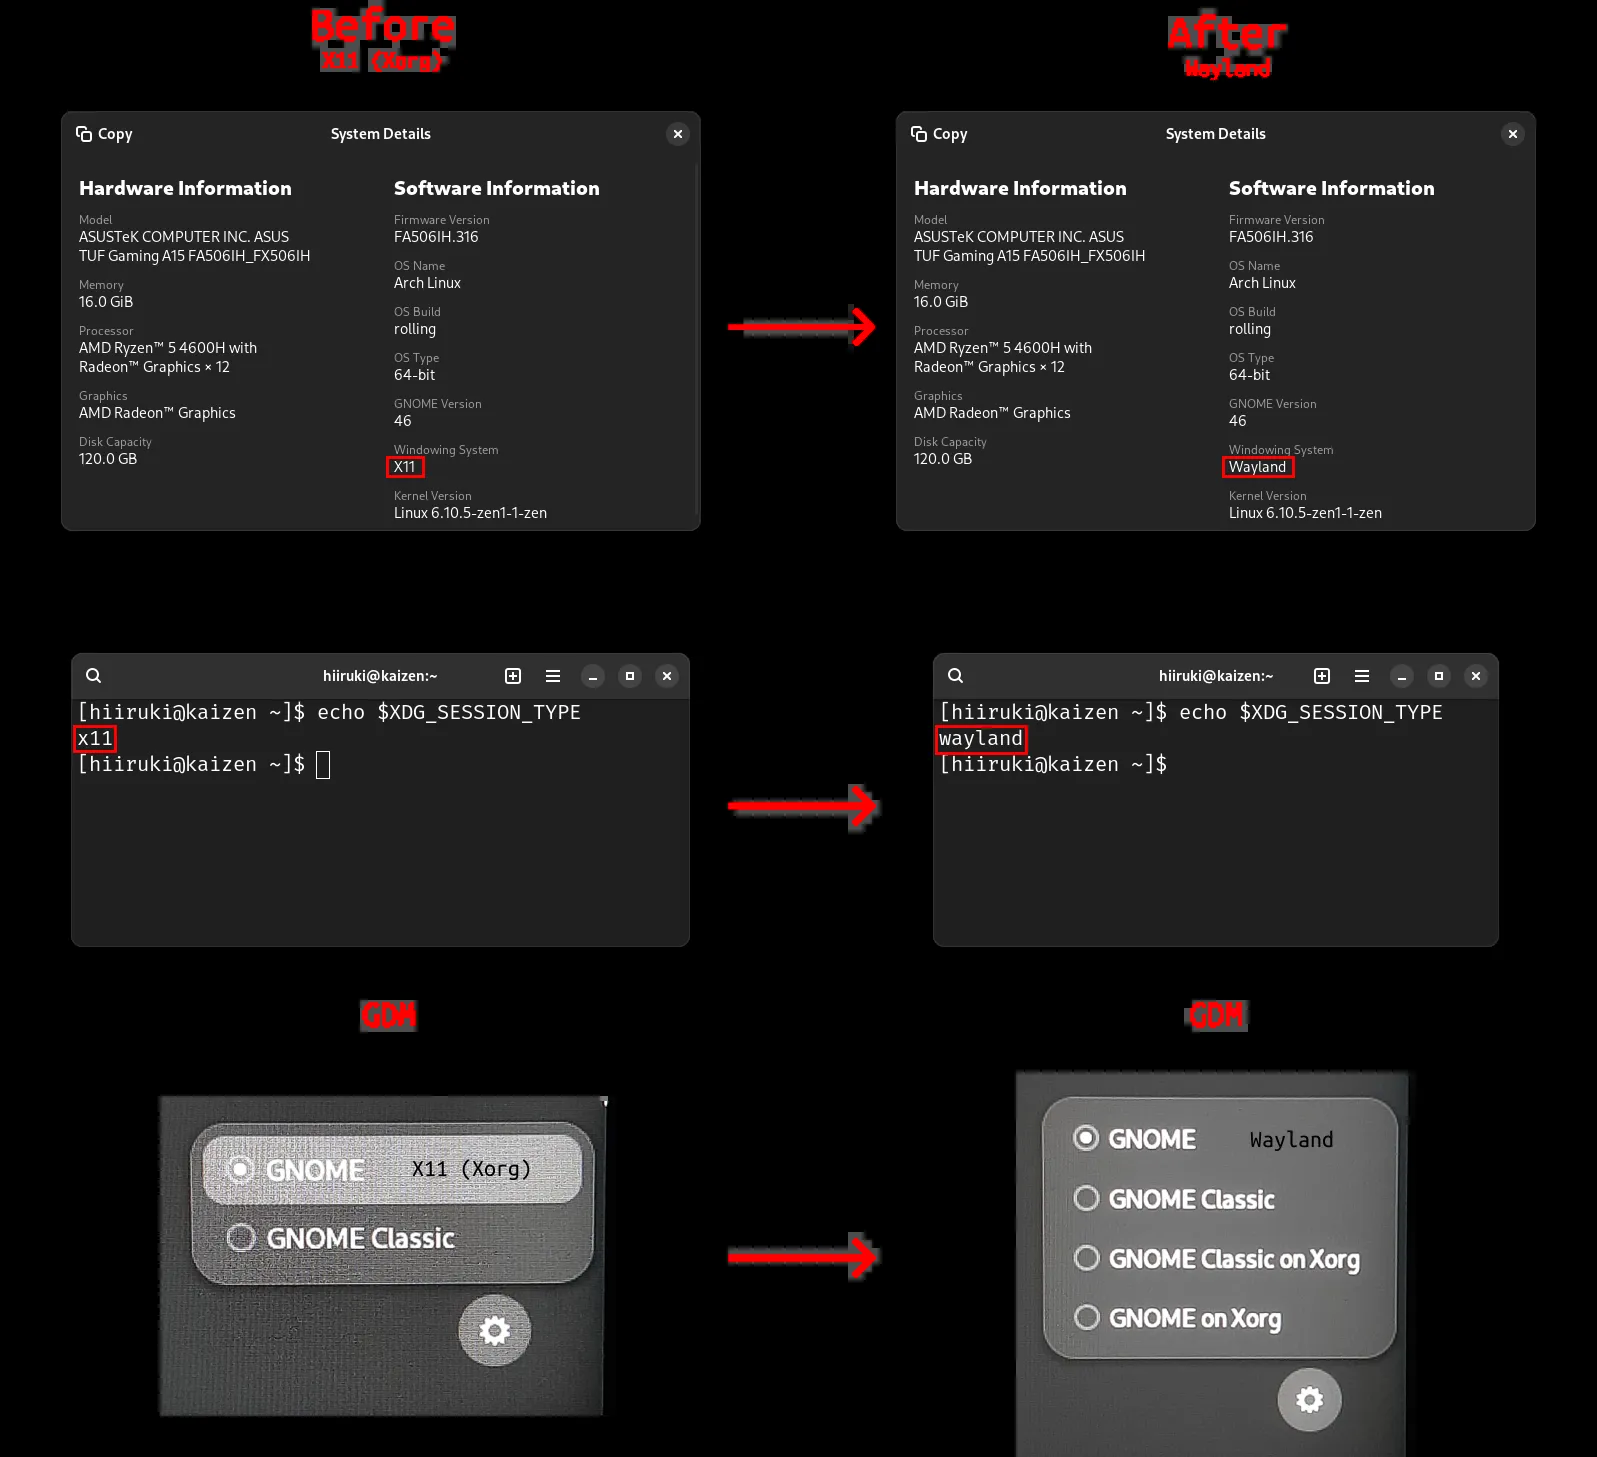 Before
X11 (Xorg)
After
Wayland
Copy
System Details
Hardware Information
Model
ASUSTeK COMPUTER INC. ASUS
TUF Gaming A15 FA506IH_FX506IH
Memory
16.0 GiB
Processor
AMD Ryzen™ 5 4600H with
Radeon™ Graphics × 12
Graphics
AMD Radeon™ Graphics
Disk Capacity
120.0 GB
Software Information
Firmware Version
FA506IH.316
OS Name
Arch Linux
OS Build
rolling
OS Type
64-bit
GNOME Version
46
Windowing System
X11
Kernel Version
Linux 6.10.5-zen1-1-zen
Copy
System Details
Hardware Information
Model
ASUSTeK COMPUTER INC. ASUS
TUF Gaming A15 FA506IH_FX506IH
Memory
16.0 GiB
Processor
AMD Ryzen™ 5 4600H with
Radeon™ Graphics × 12
Graphics
AMD Radeon™ Graphics
Disk Capacity
120.0 GB
Software Information
Firmware Version
FA506IH.316
OS Name
Arch Linux
OS Build
rolling
OS Type
64-bit
GNOME Version
46
Windowing System
Wayland
Kernel Version
Linux 6.10.5-zen1-1-zen
hiiruki@kaizen:~
[hiiruki@kaizen ~]$ echo $XDG_SESSION_TYPE
x11
[hiiruki@kaizen ~]$
hiiruki@kaizen:~
[hiiruki@kaizen ~]$ echo $XDG_SESSION_TYPE
wayland
[hiiruki@kaizen ~]$
GDM
GNOME X11 (Xorg)
GNOME Classic
GDM
GNOME Wayland
GNOME Classic
GNOME Classic on Xorg
GNOME on Xorg